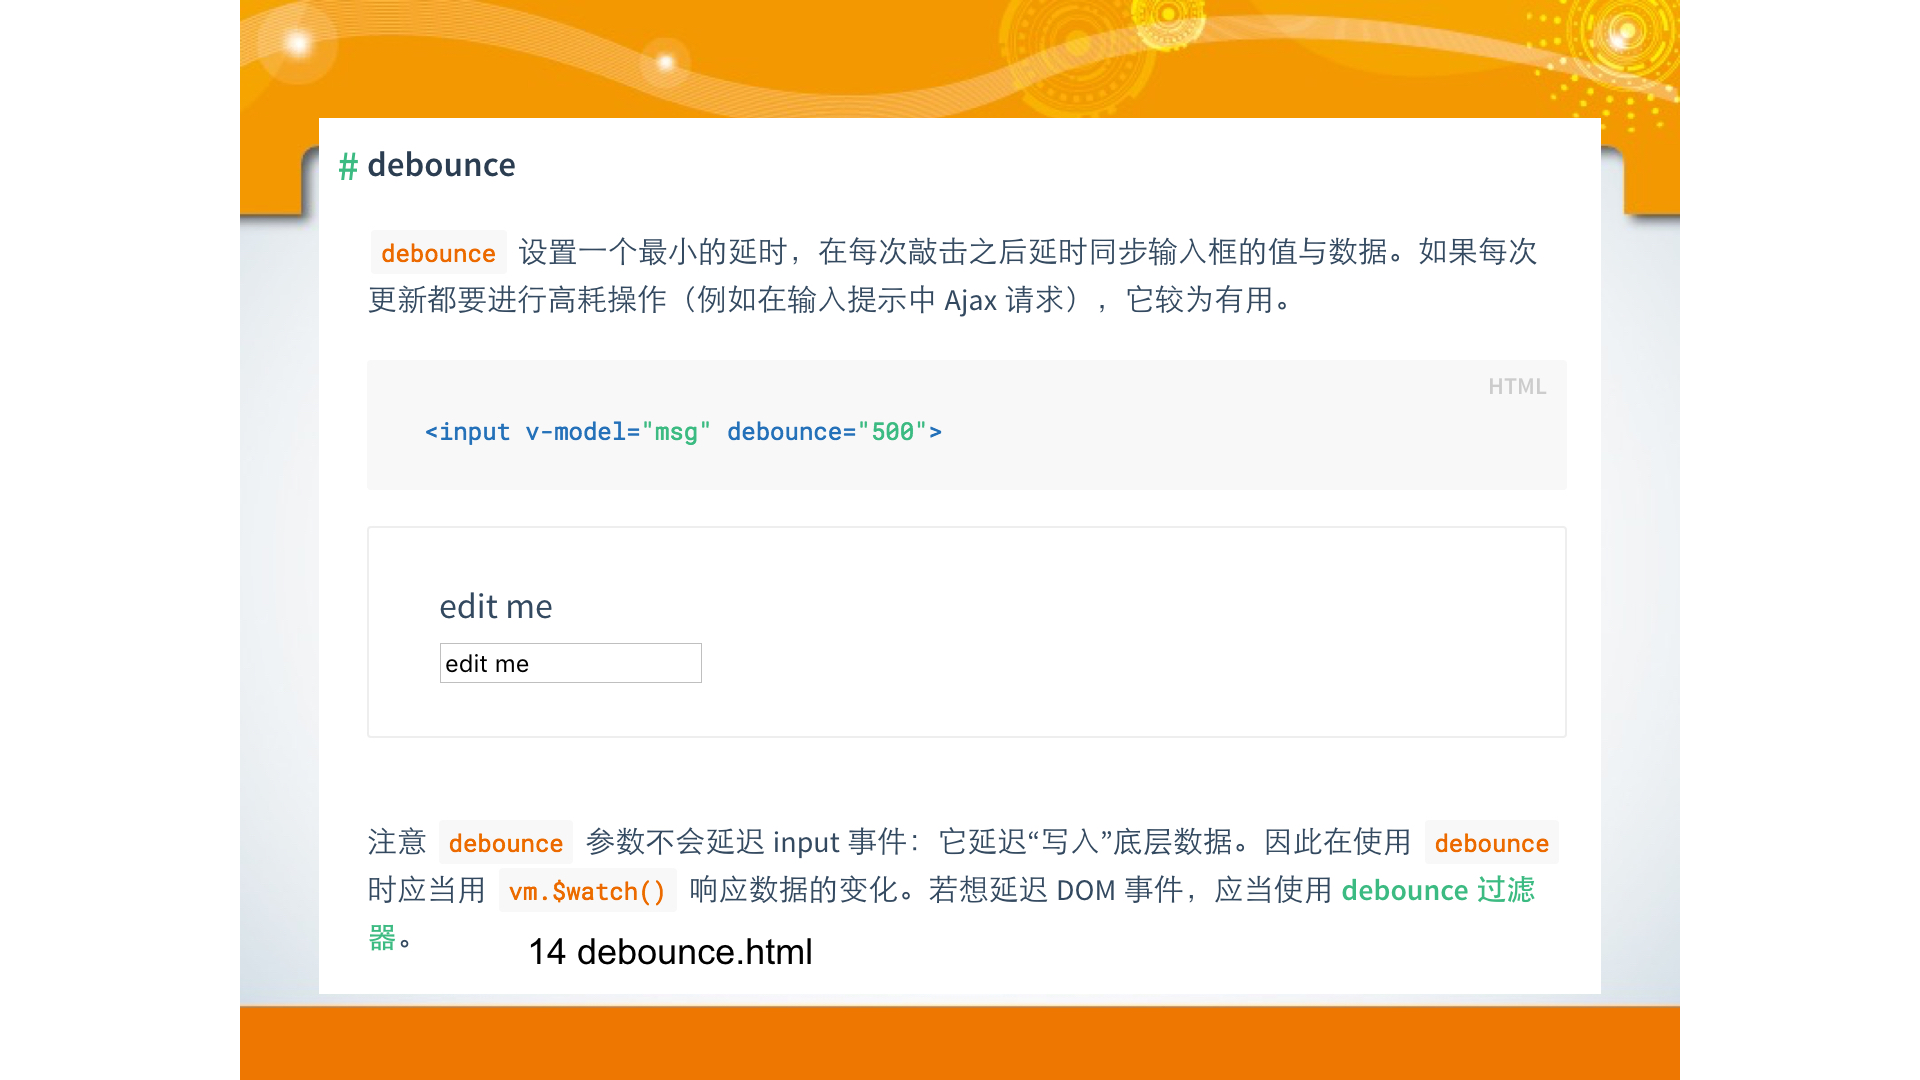 # debounce
debounce 设置一个最小的延时，在每次敲击之后延时同步输入框的值与数据。如果每次
更新都要进行高耗操作（例如在输入提示中 Ajax 请求），它较为有用。
HTML
<input v-model="msg" debounce="500">
edit me
edit me
注意 debounce 参数不会延迟 input 事件：它延迟“写入”底层数据。因此在使用 debounce
时应当用 vm.$watch() 响应数据的变化。若想延迟 DOM 事件，应当使用 debounce 过滤
器。
14 debounce.html